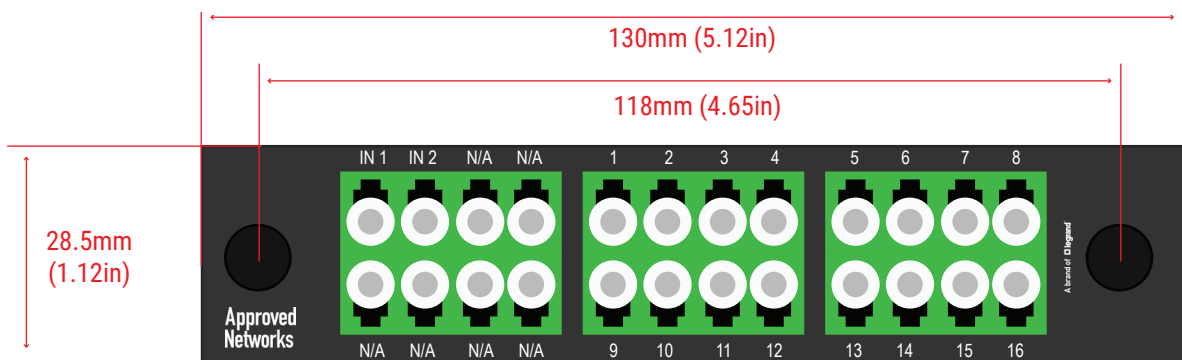 130mm (5.12in)
118mm (4.65in)
28.5mm
(1.12in)
IN 1 IN 2 N/A N/A 1 2 3 4 5 6 7 8
A brand of legrand
Approved
Networks
N/A N/A N/A N/A 9 10 11 12 13 14 15 16